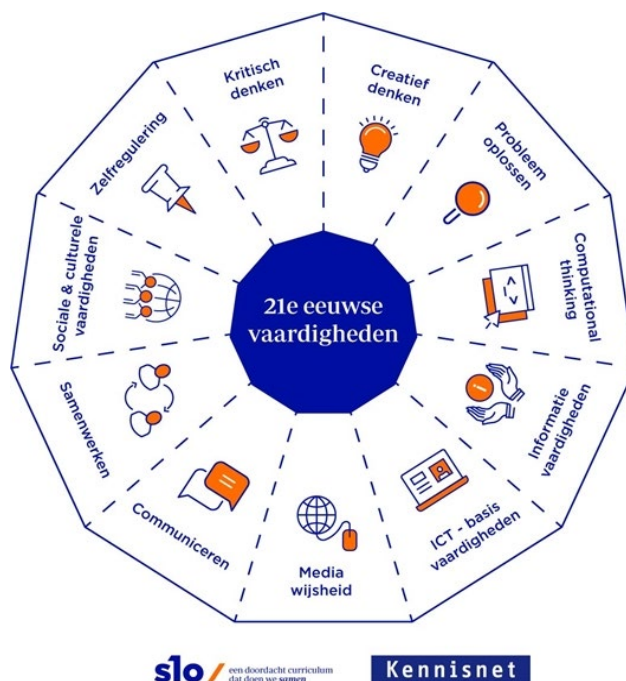 Kritisch
denken
Creatief
denken
Probleem
oplossen
Computational
thinking
Informatie
vaardigheden
ICT - basis
vaardigheden
Media
wijsheid
Communiceren
Samenwerken
Sociale & culturele
vaardigheden
Zelfregulering
21e eeuwse
vaardigheden
slo
een doordacht curriculum
dat doen we samen
Kennisnet